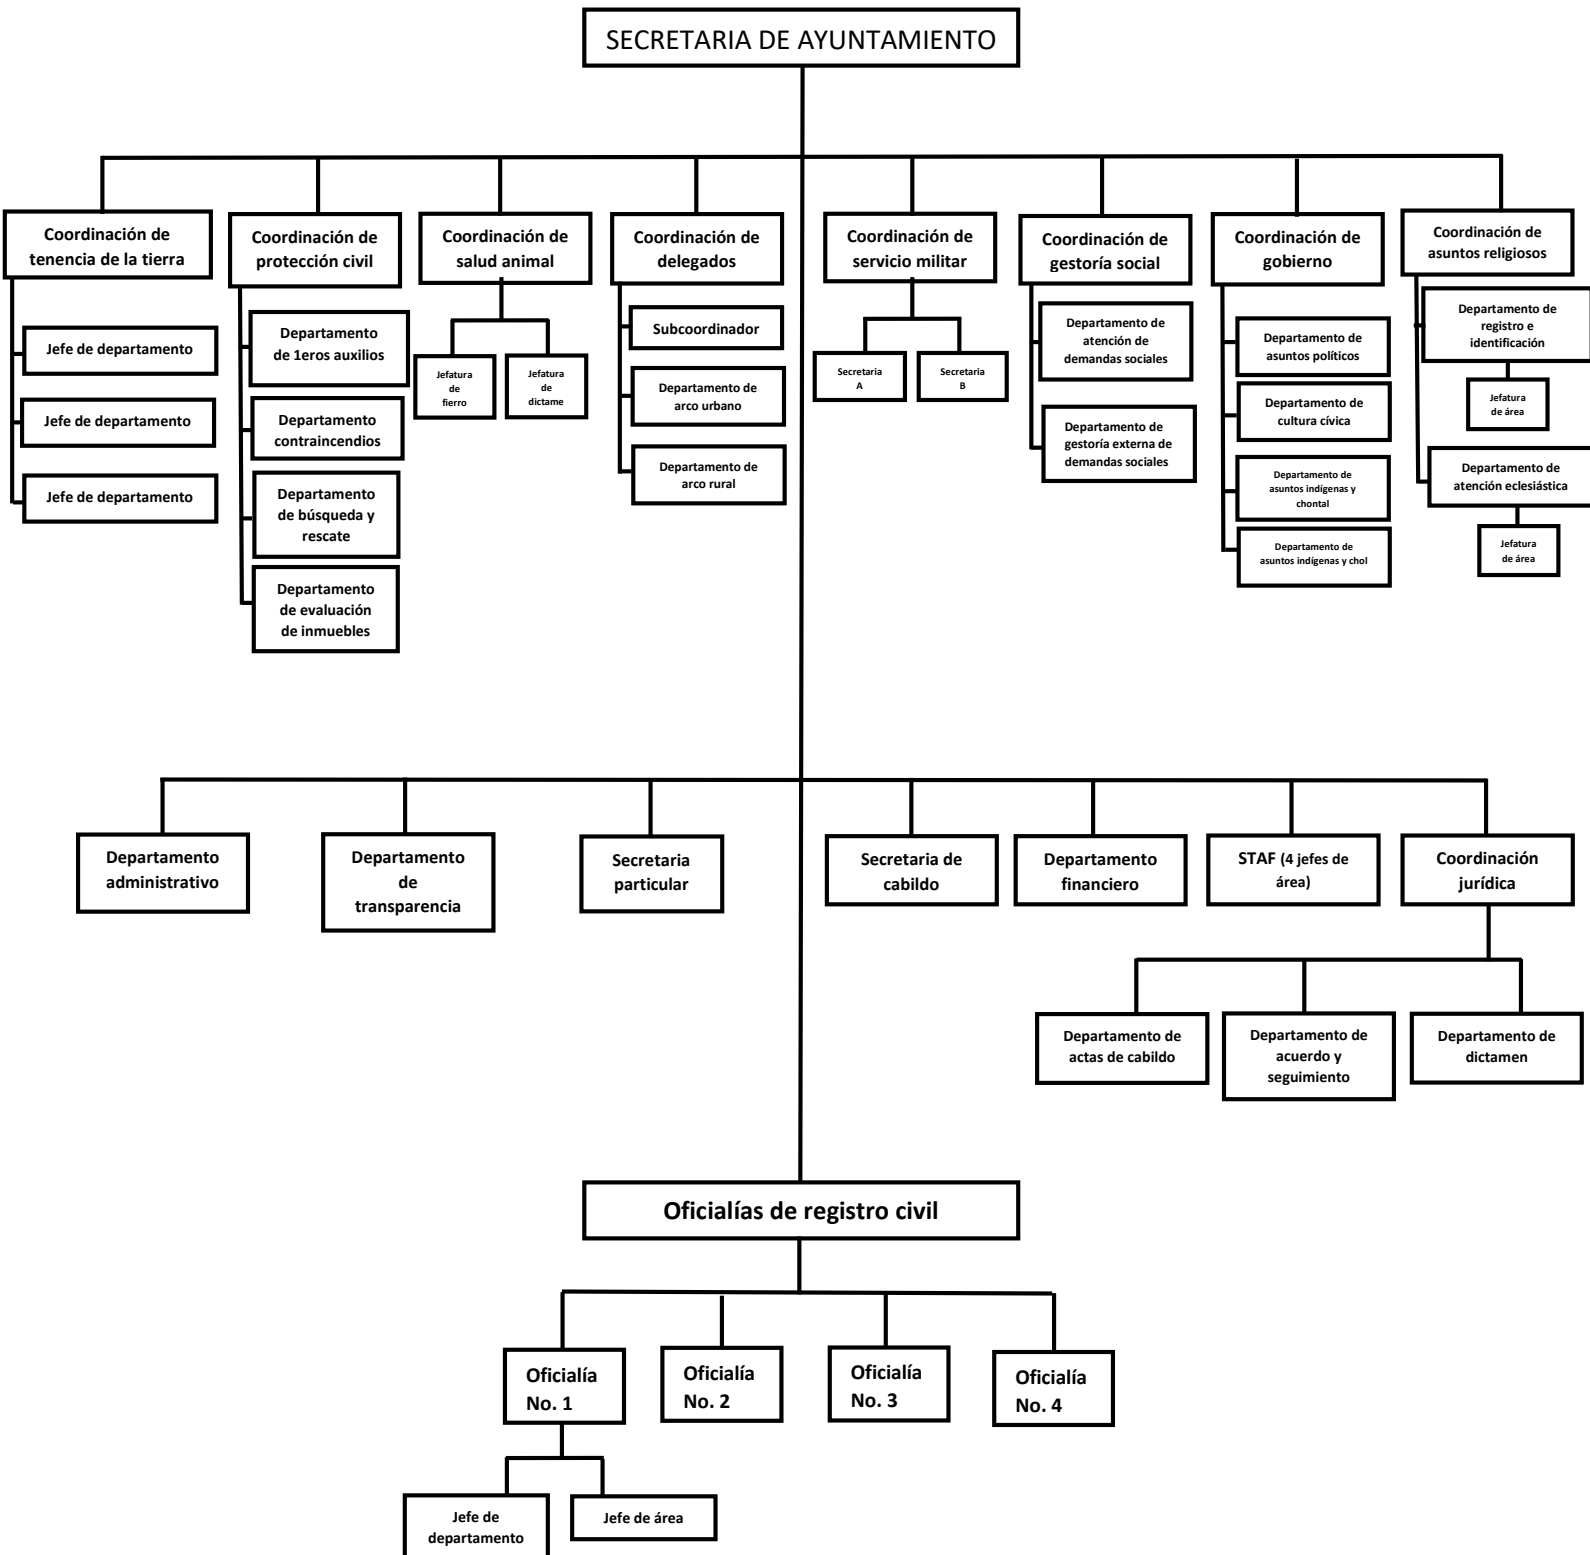 SECRETARIA DE AYUNTAMIENTO
Coordinación de
tenencia de la tierra
Jefe de departamento
Jefe de departamento
Jefe de departamento
Coordinación de
protección civil
Departamento
de 1eros auxilios
Departamento
contraincendios
Departamento
de búsqueda y
rescate
Departamento
de evaluación
de inmuebles
Coordinación de
salud animal
Jefatura
de
fierro
Jefatura
de
dictame
Coordinación de
delegados
Subcoordinador
Departamento de
arco urbano
Departamento de
arco rural
Coordinación de
servicio militar
Secretaria
A
Secretaria
B
Coordinación de
gestoría social
Departamento de
atención de
demandas sociales
Departamento de
gestoría externa de
demandas sociales
Coordinación de
gobierno
Departamento de
asuntos políticos
Departamento de
cultura cívica
Departamento de
asuntos indígenas y
chontal
Departamento de
asuntos indígenas y chol
Coordinación de
asuntos religiosos
Departamento de
registro e
identificación
Jefatura
de área
Departamento de
atención eclesiástica
Jefatura
de área
Departamento
administrativo
Departamento
de
transparencia
Secretaria
particular
Secretaria de
cabildo
Departamento
financiero
STAF (4 jefes de
área)
Coordinación
jurídica
Departamento de
actas de cabildo
Departamento de
acuerdo y
seguimiento
Departamento de
dictamen
Oficialías de registro civil
Oficialía
No. 1
Oficialía
No. 2
Oficialía
No. 3
Oficialía
No. 4
Jefe de
departamento
Jefe de área